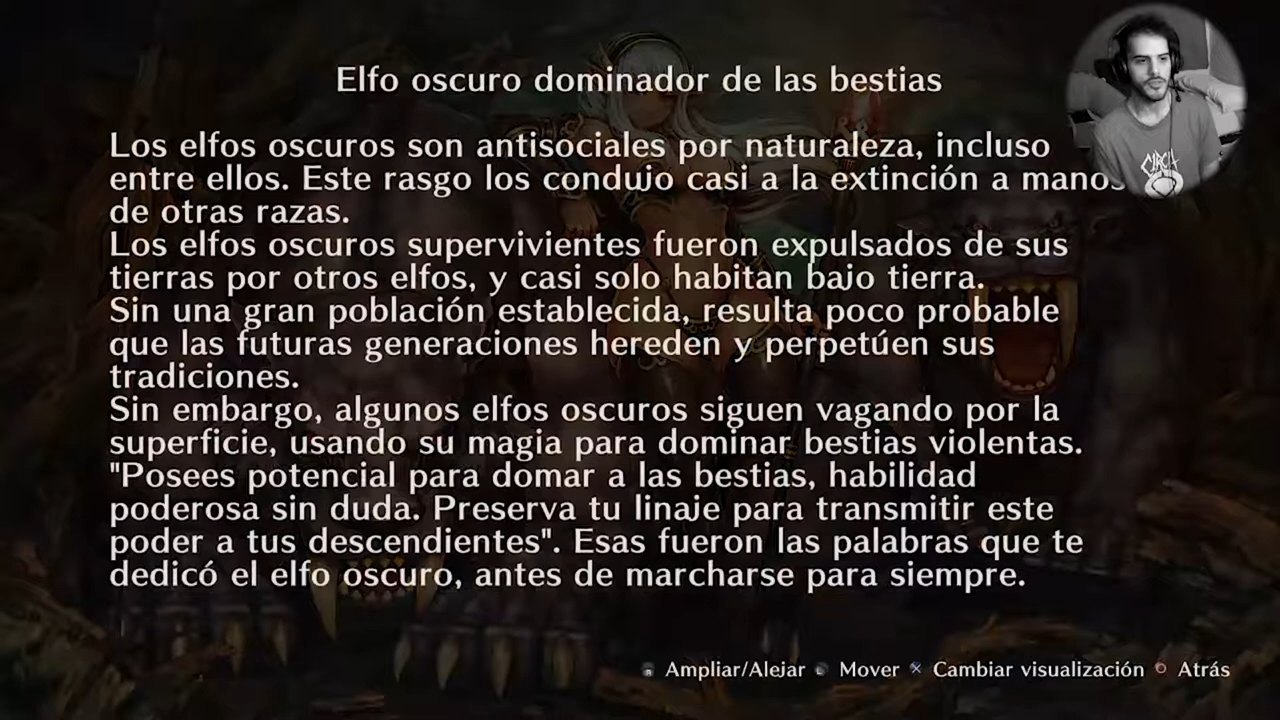 Elfo oscuro dominador de las bestias
Los elfos oscuros son antisociales por naturaleza, incluso
entre ellos. Este rasgo los condujo casi a la extinción a manos
de otras razas.
Los elfos oscuros supervivientes fueron expulsados de sus
tierras por otros elfos, y casi solo habitan bajo tierra.
Sin una gran población establecida, resulta poco probable
que las futuras generaciones hereden y perpetúen sus
tradiciones.
Sin embargo, algunos elfos oscuros siguen vagando por la
superficie, usando su magia para dominar bestias violentas.
"Posees potencial para domar a las bestias, habilidad
poderosa sin duda. Preserva tu linaje para transmitir este
poder a tus descendientes". Esas fueron las palabras que te
dedicó el elfo oscuro, antes de marcharse para siempre.
Ampliar/Alejar Mover Cambiar visualización Atrás